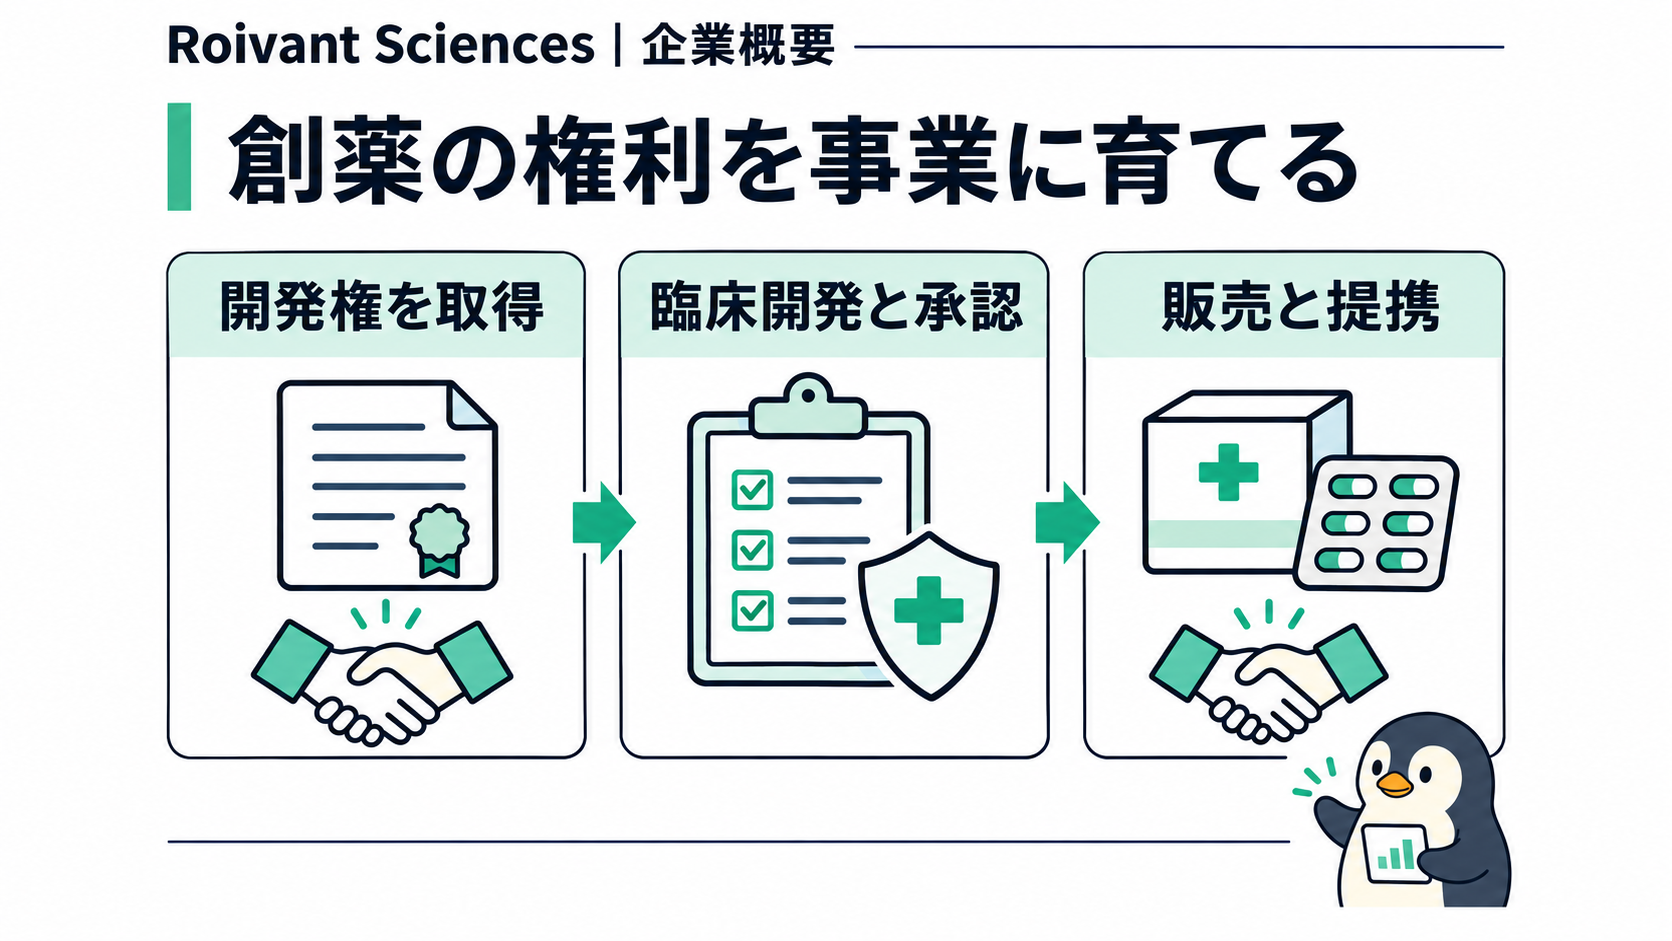 Roivant Sciences | 企業概要
創薬の権利を事業に育てる
開発権を取得
臨床開発と承認
販売と提携